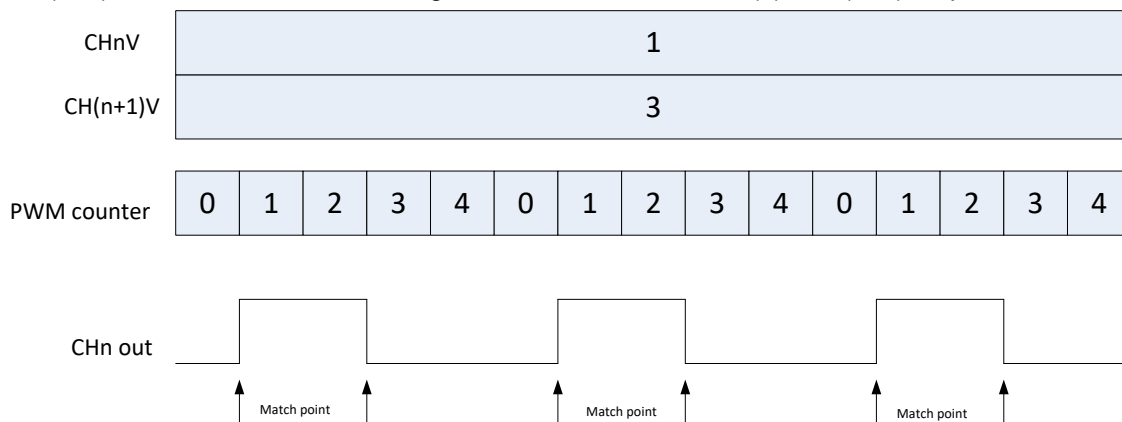 CHnV
1
CH(n+1)V
3
PWM counter 0 1 2 3 4 0 1 2 3 4 0 1 2 3 4
CHn out
Match point Match point Match point